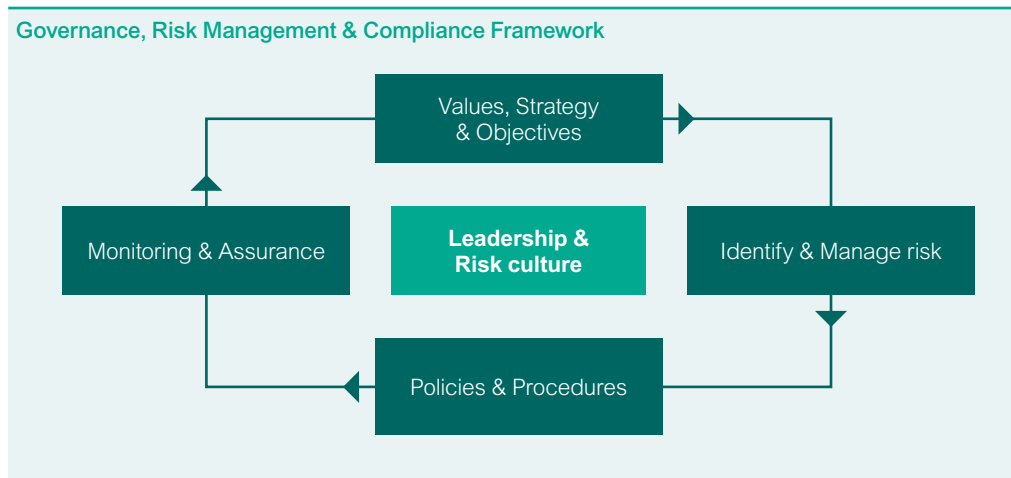 Governance, Risk Management & Compliance Framework
Values, Strategy
& Objectives
Monitoring & Assurance
Leadership &
Risk culture
Identify & Manage risk
Policies & Procedures